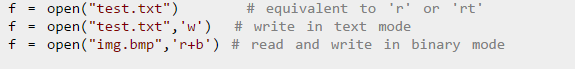 f = open("test.txt")        # equivalent to 'r' or 'rt'
f = open("test.txt",'w')   # write in text mode
f = open("img.bmp",'r+b') # read and write in binary mode